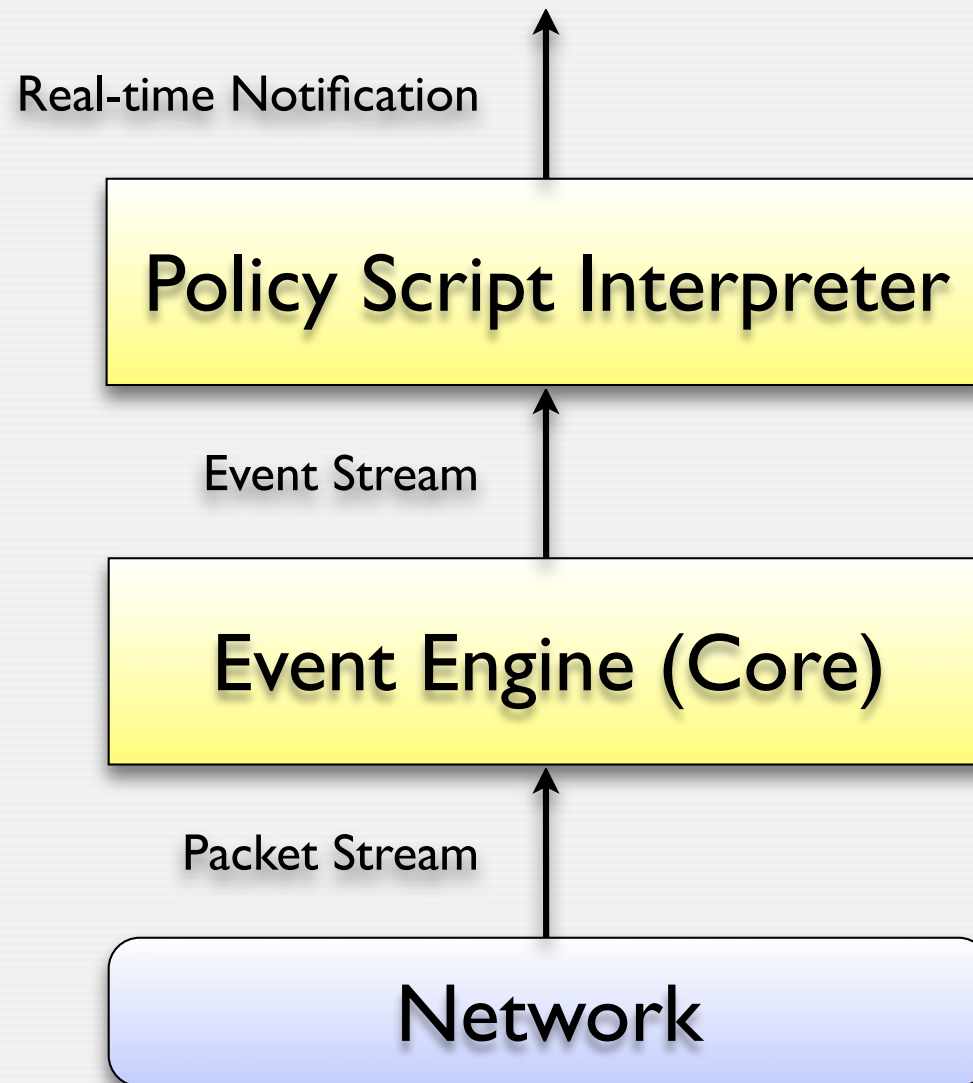 Real-time Notification
Policy Script Interpreter
Event Stream
Event Engine (Core)
Packet Stream
Network